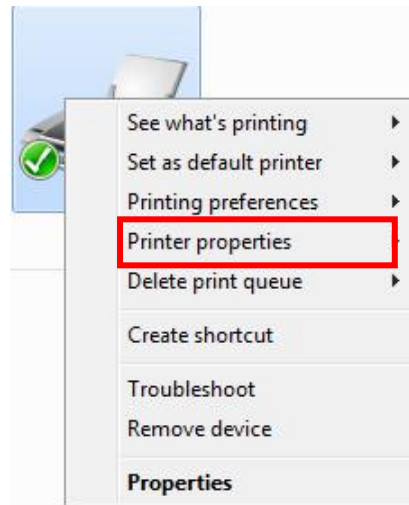 See what's printing
Set as default printer
Printing preferences
Printer properties
Delete print queue
Create shortcut
Troubleshoot
Remove device
Properties